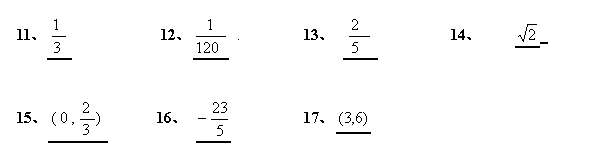 11、 1/3 12、 1/120 . 13、 2/5 14、 √2
15、 (0, 2/3) 16、 −23/5 17、 (3,6)